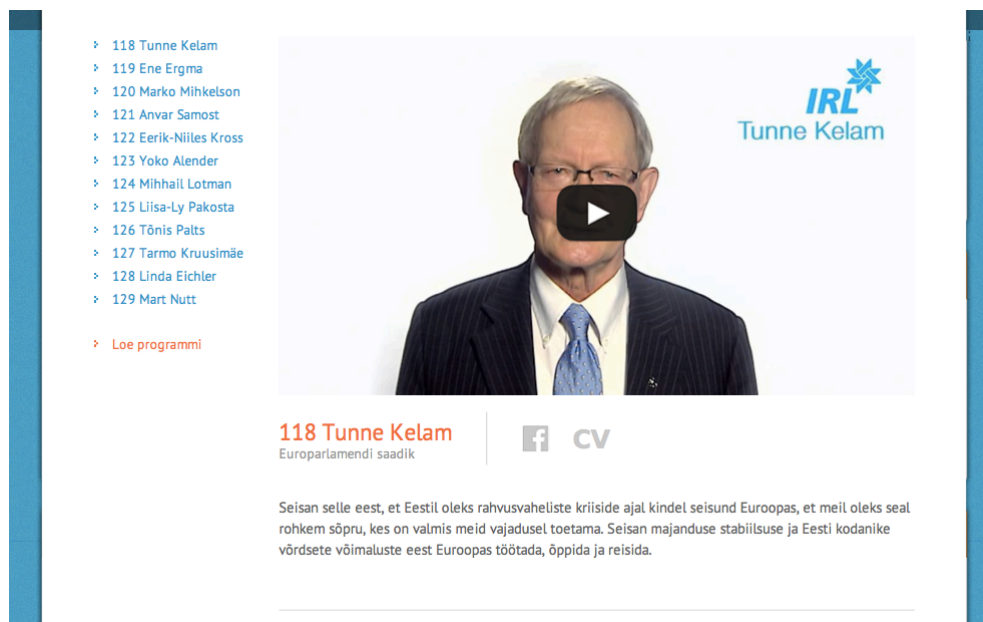 118 Tunne Kelam
119 Ene Ergma
120 Marko Mihkelson
121 Anvar Samost
122 Eerik-Niiles Kross
123 Yoko Alender
124 Mihhail Lotman
125 Liisa-Ly Pakosta
126 Tõnis Palts
127 Tarmo Kruusimäe
128 Linda Eichler
129 Mart Nutt
Loe programmi
IRL
Tunne Kelam
118 Tunne Kelam
Europarlamendi saadik
f CV
Seisan selle eest, et Eestil oleks rahvusvaheliste kriiside ajal kindel seisund Euroopas, et meil oleks seal
rohkem sõpru, kes on valmis meid vajadusel toetama. Seisan majanduse stabiilsuse ja Eesti kodanike
võrdsete võimaluste eest Euroopas töötada, õppida ja reisida.